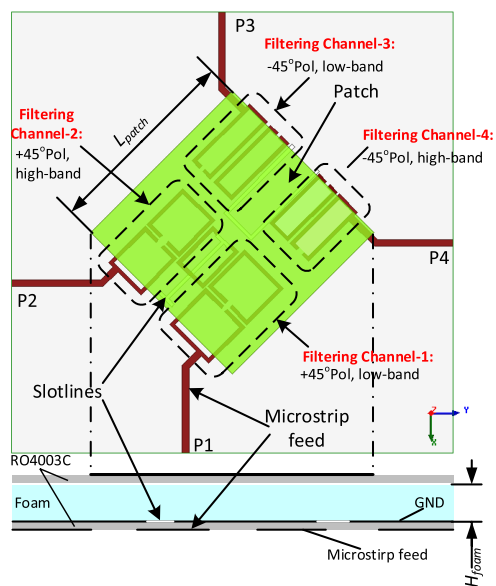 P3
Filtering Channel-3:
-45°Pol, low-band
Patch
Filtering
Channel-2:
+45°Pol,
high-band
L_patch
Filtering Channel-4:
-45°Pol, high-band
P4
P2
Filtering Channel-1:
+45°Pol, low-band
Slotlines
Microstrip
feed
P1
Z
Y
X
RO4003C
Foam
GND
Microstirp feed
H_foam